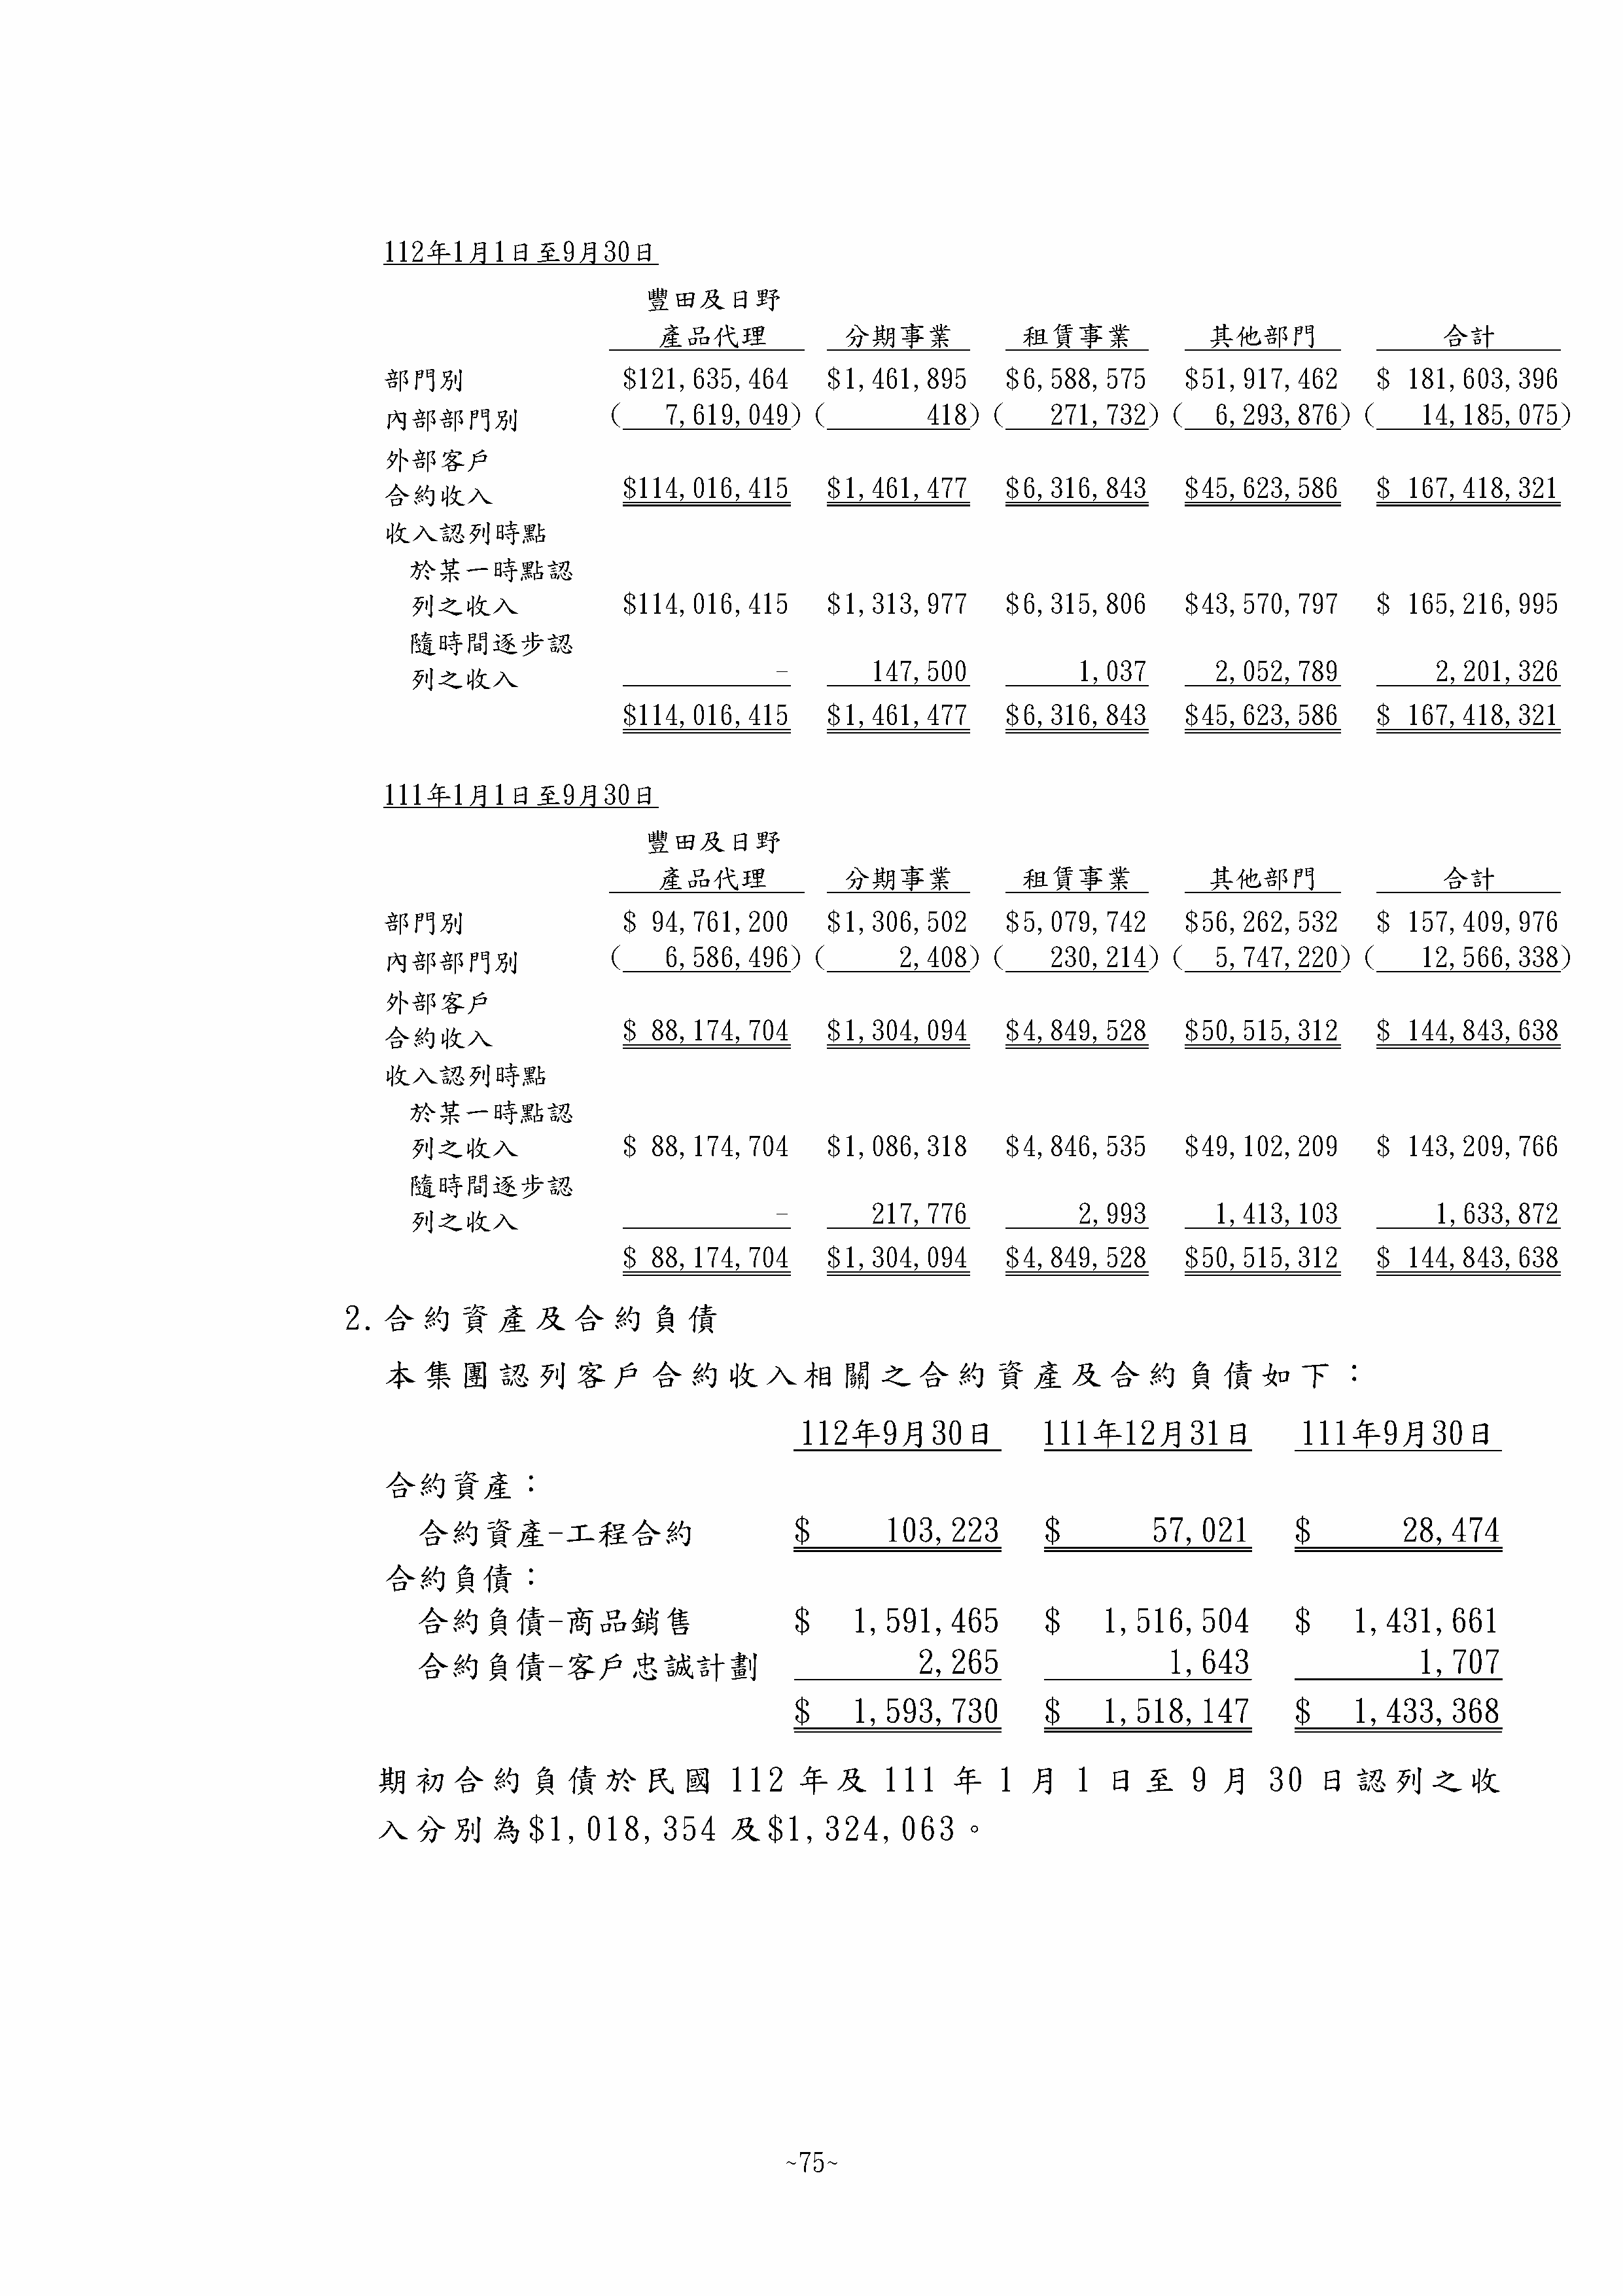 112年1月1日至9月30日
豐田及日野
產品代理 分期事業 租賃事業 其他部門 合計
部門別 $121,635,464 $1,461,895 $6,588,575 $51,917,462 $ 181,603,396
內部部門別 ( 7,619,049) ( 418) ( 271,732) ( 6,293,876) ( 14,185,075)
外部客戶
合約收入 $114,016,415 $1,461,477 $6,316,843 $45,623,586 $ 167,418,321
收入認列時點
於某一時點認
列之收入 $114,016,415 $1,313,977 $6,315,806 $43,570,797 $ 165,216,995
隨時間逐步認
列之收入 - 147,500 1,037 2,052,789 2,201,326
$114,016,415 $1,461,477 $6,316,843 $45,623,586 $ 167,418,321
111年1月1日至9月30日
豐田及日野
產品代理 分期事業 租賃事業 其他部門 合計
部門別 $ 94,761,200 $1,306,502 $5,079,742 $56,262,532 $ 157,409,976
內部部門別 ( 6,586,496) ( 2,408) ( 230,214) ( 5,747,220) ( 12,566,338)
外部客戶
合約收入 $ 88,174,704 $1,304,094 $4,849,528 $50,515,312 $ 144,843,638
收入認列時點
於某一時點認
列之收入 $ 88,174,704 $1,086,318 $4,846,535 $49,102,209 $ 143,209,766
隨時間逐步認
列之收入 - 217,776 2,993 1,413,103 1,633,872
$ 88,174,704 $1,304,094 $4,849,528 $50,515,312 $ 144,843,638
2.合約資產及合約負債
本集團認列客戶合約收入相關之合約資產及合約負債如下：
112年9月30日 111年12月31日 111年9月30日
合約資產：
合約資產-工程合約 $ 103,223 $ 57,021 $ 28,474
合約負債：
合約負債-商品銷售 $ 1,591,465 $ 1,516,504 $ 1,431,661
合約負債-客戶忠誠計劃 2,265 1,643 1,707
$ 1,593,730 $ 1,518,147 $ 1,433,368
期初合約負債於民國 112 年及 111 年 1 月 1 日至 9 月 30 日認列之收
入分別為$1,018,354 及$1,324,063。
~75~